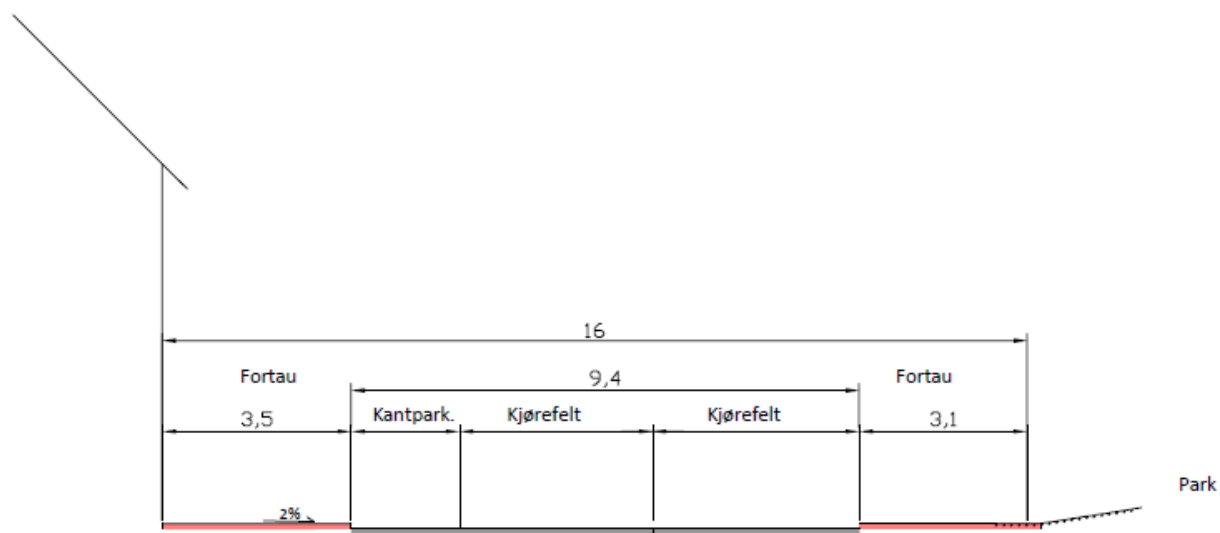 16
Fortau 9,4 Fortau
3,5 Kantpark. Kjørefelt Kjørefelt 3,1
Park
2%